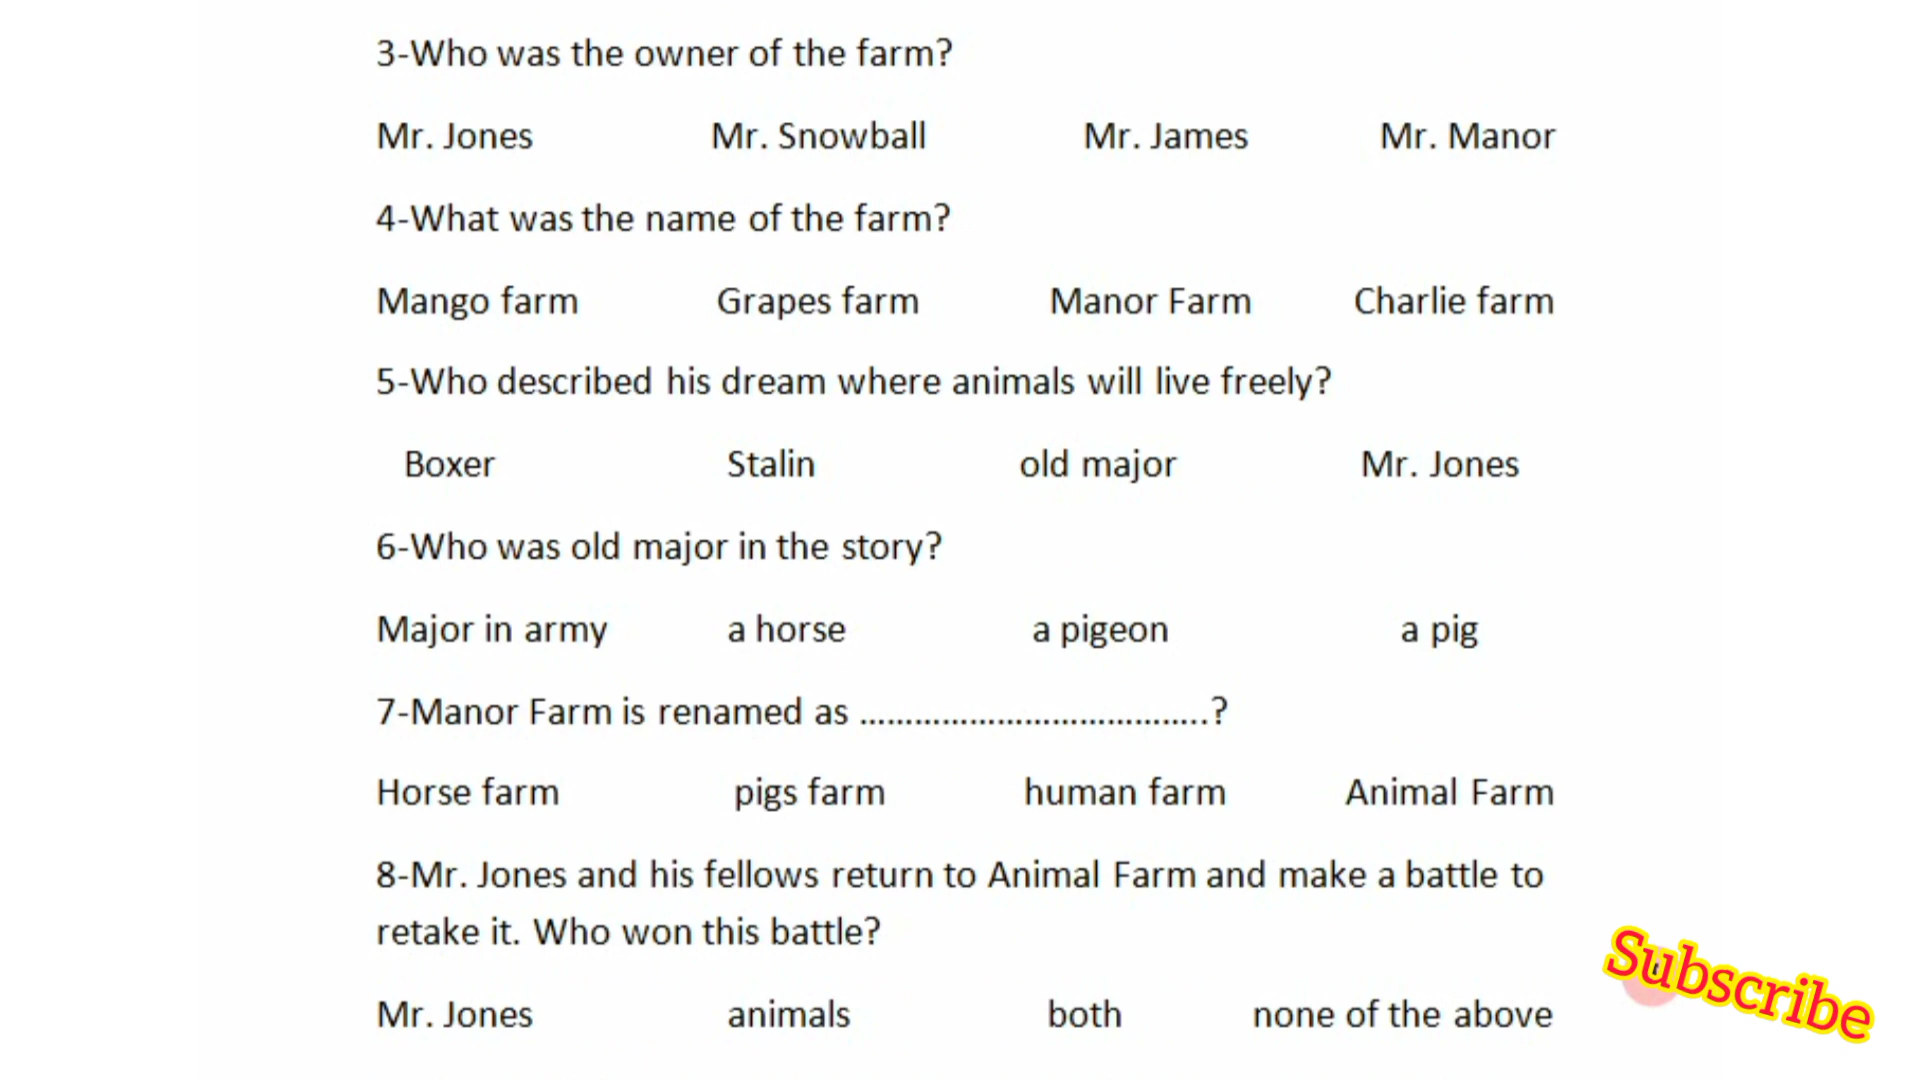 3-Who was the owner of the farm?
Mr. Jones Mr. Snowball Mr. James Mr. Manor
4-What was the name of the farm?
Mango farm Grapes farm Manor Farm Charlie farm
5-Who described his dream where animals will live freely?
Boxer Stalin old major Mr. Jones
6-Who was old major in the story?
Major in army a horse a pigeon a pig
7-Manor Farm is renamed as ......................................?
Horse farm pigs farm human farm Animal Farm
8-Mr. Jones and his fellows return to Animal Farm and make a battle to
retake it. Who won this battle?
Mr. Jones animals both none of the above
Subscribe